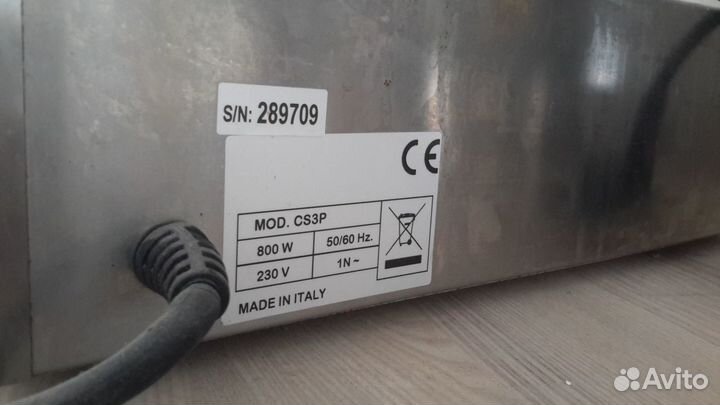 S/N: 289709
CE
MOD. CS3P
800 W
50/60 Hz.
230 V
1N~
MADE IN ITALY
Avito